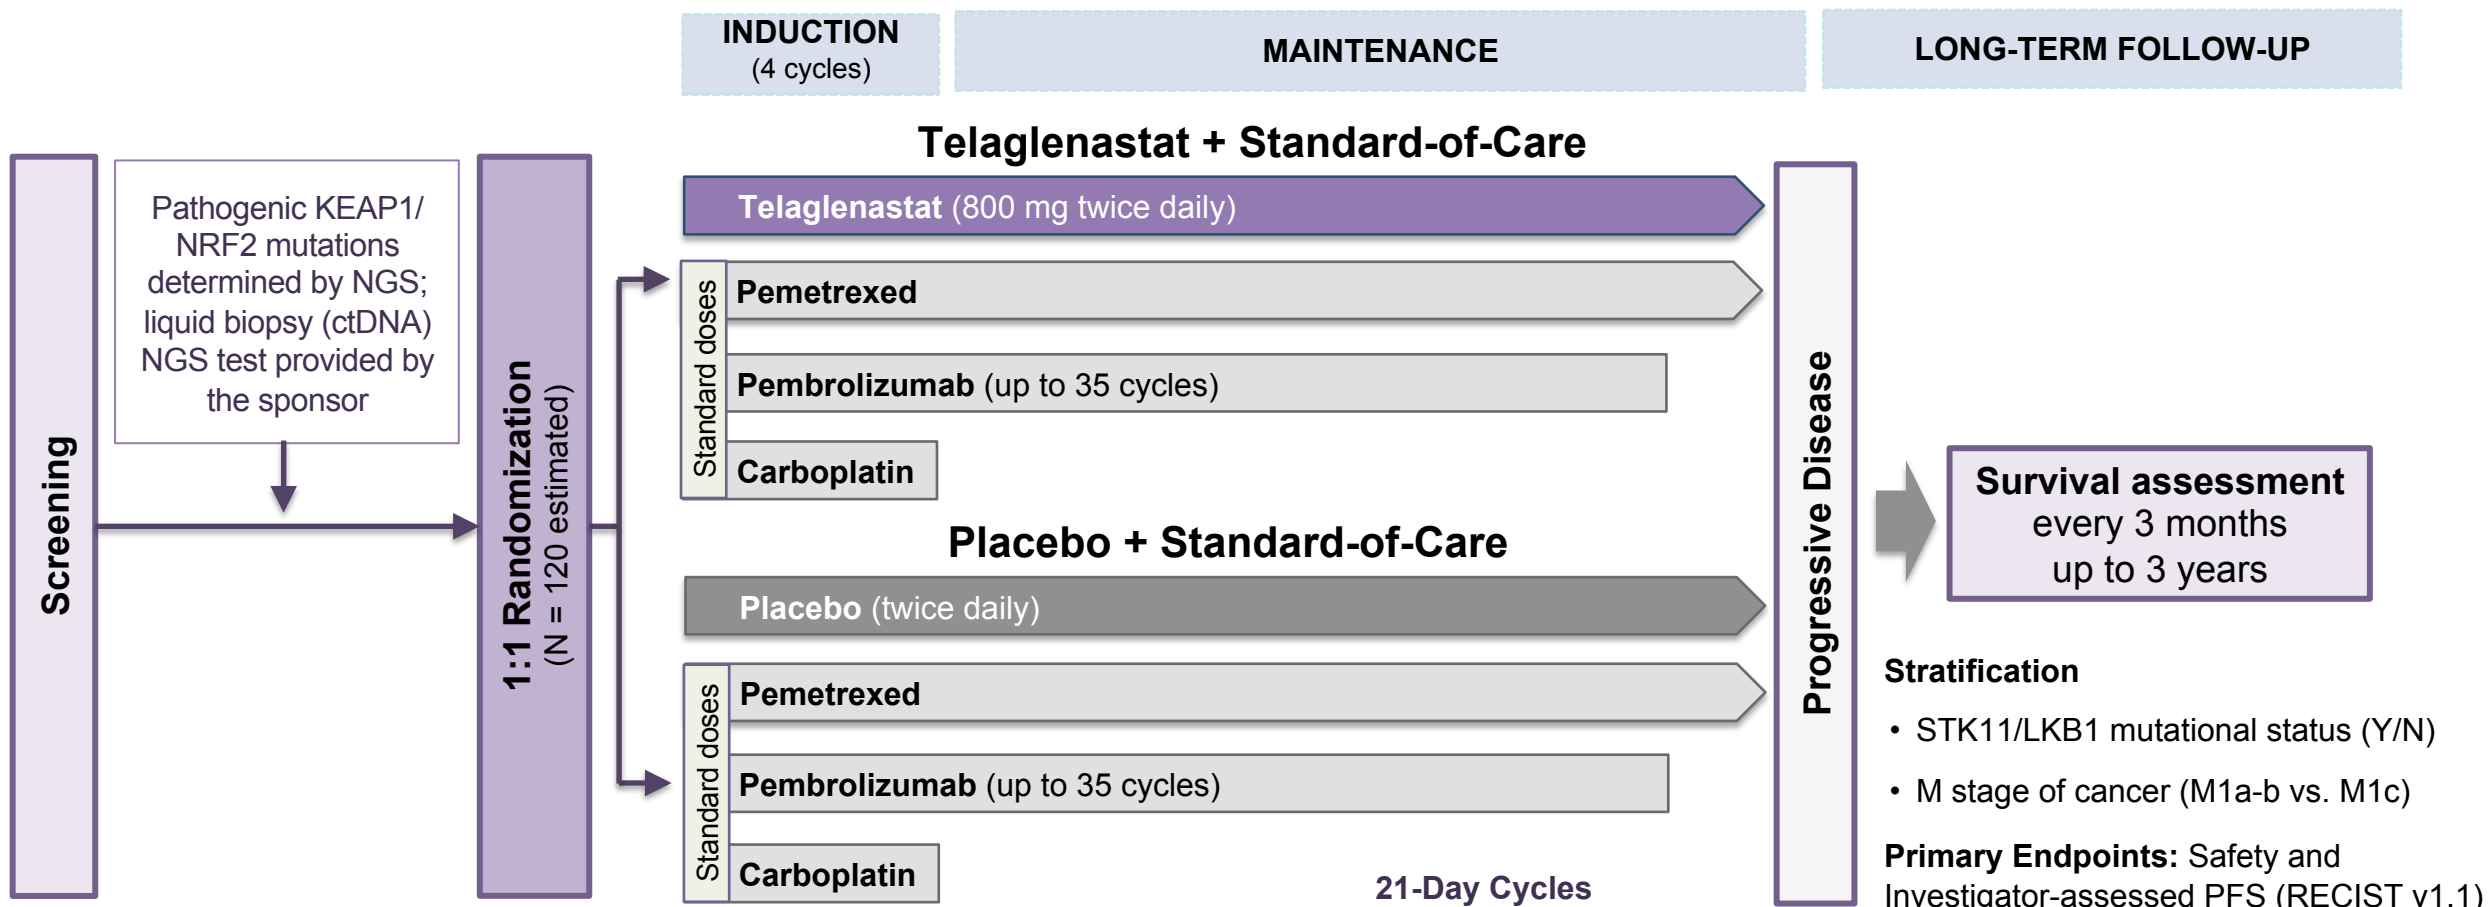 INDUCTION
(4 cycles)
MAINTENANCE
LONG-TERM FOLLOW-UP
Screening
Pathogenic KEAP1/
NRF2 mutations
determined by NGS;
liquid biopsy (ctDNA)
NGS test provided by
the sponsor
1:1 Randomization
(N = 120 estimated)
Telaglenastat + Standard-of-Care
Telaglenastat (800 mg twice daily)
Standard doses
Pemetrexed
Pembrolizumab (up to 35 cycles)
Carboplatin
Placebo + Standard-of-Care
Placebo (twice daily)
Standard doses
Pemetrexed
Pembrolizumab (up to 35 cycles)
Carboplatin
21-Day Cycles
Progressive Disease
Survival assessment
every 3 months
up to 3 years
Stratification
• STK11/LKB1 mutational status (Y/N)
• M stage of cancer (M1a-b vs. M1c)
Primary Endpoints: Safety and
Investigator-assessed PFS (RECIST v1.1)